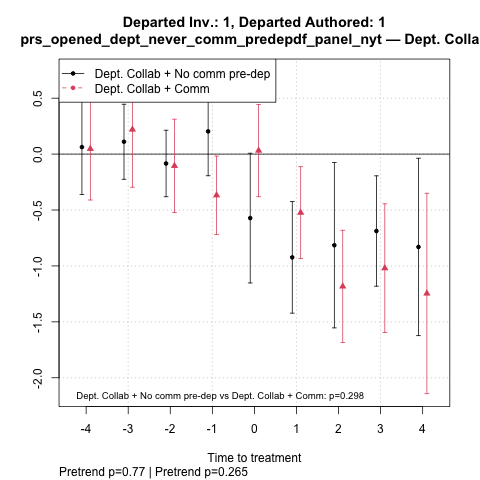 Departed Inv.: 1, Departed Authored: 1
prs_opened_dept_never_comm_predepdf_panel_nyt — Dept. Colla
Dept. Collab + No comm pre-dep
Dept. Collab + Comm
0.5
0.0
-0.5
-1.0
-1.5
-2.0
Dept. Collab + No comm pre-dep vs Dept. Collab + Comm: p=0.298
-4 -3 -2 -1 0 1 2 3 4
Time to treatment
Pretrend p=0.77 | Pretrend p=0.265